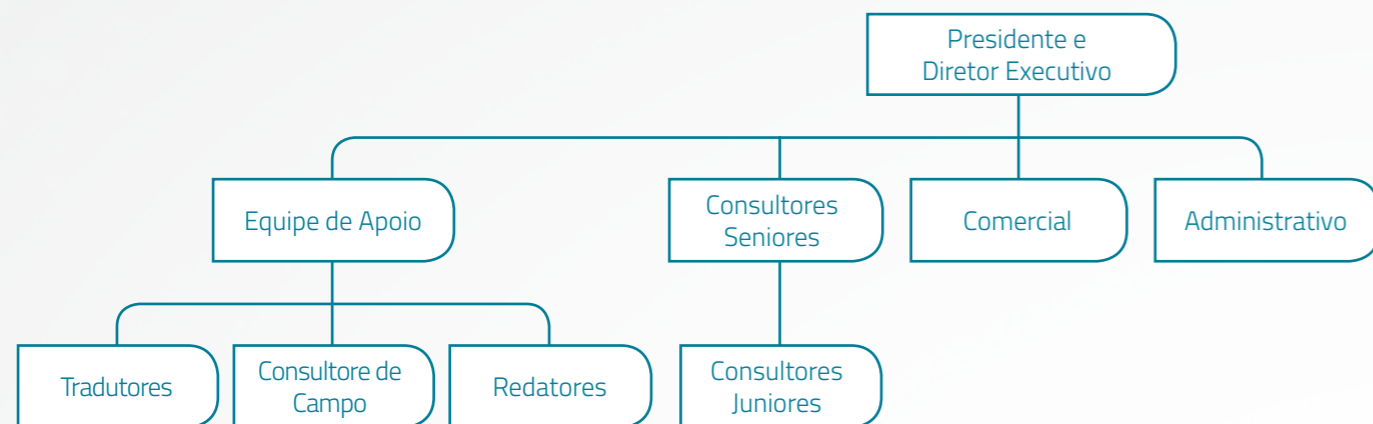 Presidente e
Diretor Executivo
Equipe de Apoio
Consultores
Seniores
Comercial
Administrativo
Tradutores
Consultore de
Campo
Redatores
Consultores
Juniores